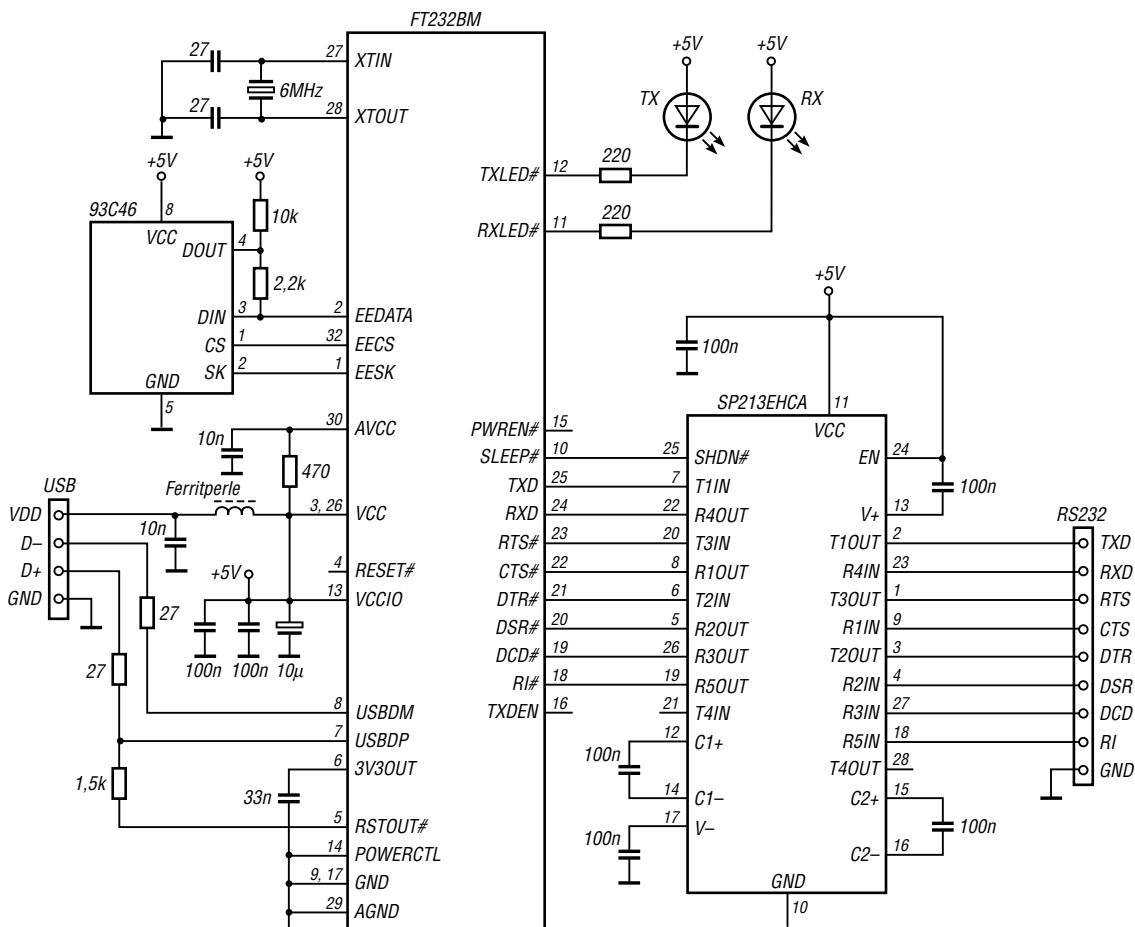 FT232BM
27
27
XTIN
6MHz
27
28
XTOUT
+5V
+5V
TX
RX
+5V
+5V
93C46
8
VCC
10k
DOUT
4
2,2k
DIN
3
2
EEDATA
CS
1
32
EECS
SK
2
1
EESK
GND
5
TXLED#
12
220
RXLED#
11
220
+5V
100n
30
AVCC
10n
470
USB
Ferritperle
VDD
3, 26
VCC
D–
10n
D+
4
RESET#
GND
+5V
13
VCCIO
27
100n
100n
10µ
27
8
USBDM
7
USBDP
6
3V3OUT
1,5k
33n
5
RSTOUT#
14
POWERCTL
9, 17
GND
29
AGND
PWREN#
15
SLEEP#
10
TXD
25
RXD
24
RTS#
23
CTS#
22
DTR#
21
DSR#
20
DCD#
19
RI#
18
TXDEN
16
SP213EHCA
11
VCC
25
SHDN#
7
T1IN
22
R4OUT
20
T3IN
8
R1OUT
6
T2IN
5
R2OUT
26
R3OUT
19
R5OUT
21
T4IN
12
C1+
100n
14
C1–
17
V–
100n
EN
24
100n
V+
13
T1OUT
2
R4IN
23
T3OUT
1
R1IN
9
T2OUT
3
R2IN
4
R3IN
27
R5IN
18
T4OUT
28
C2+
15
100n
C2–
16
GND
10
RS232
TXD
RXD
RTS
CTS
DTR
DSR
DCD
RI
GND